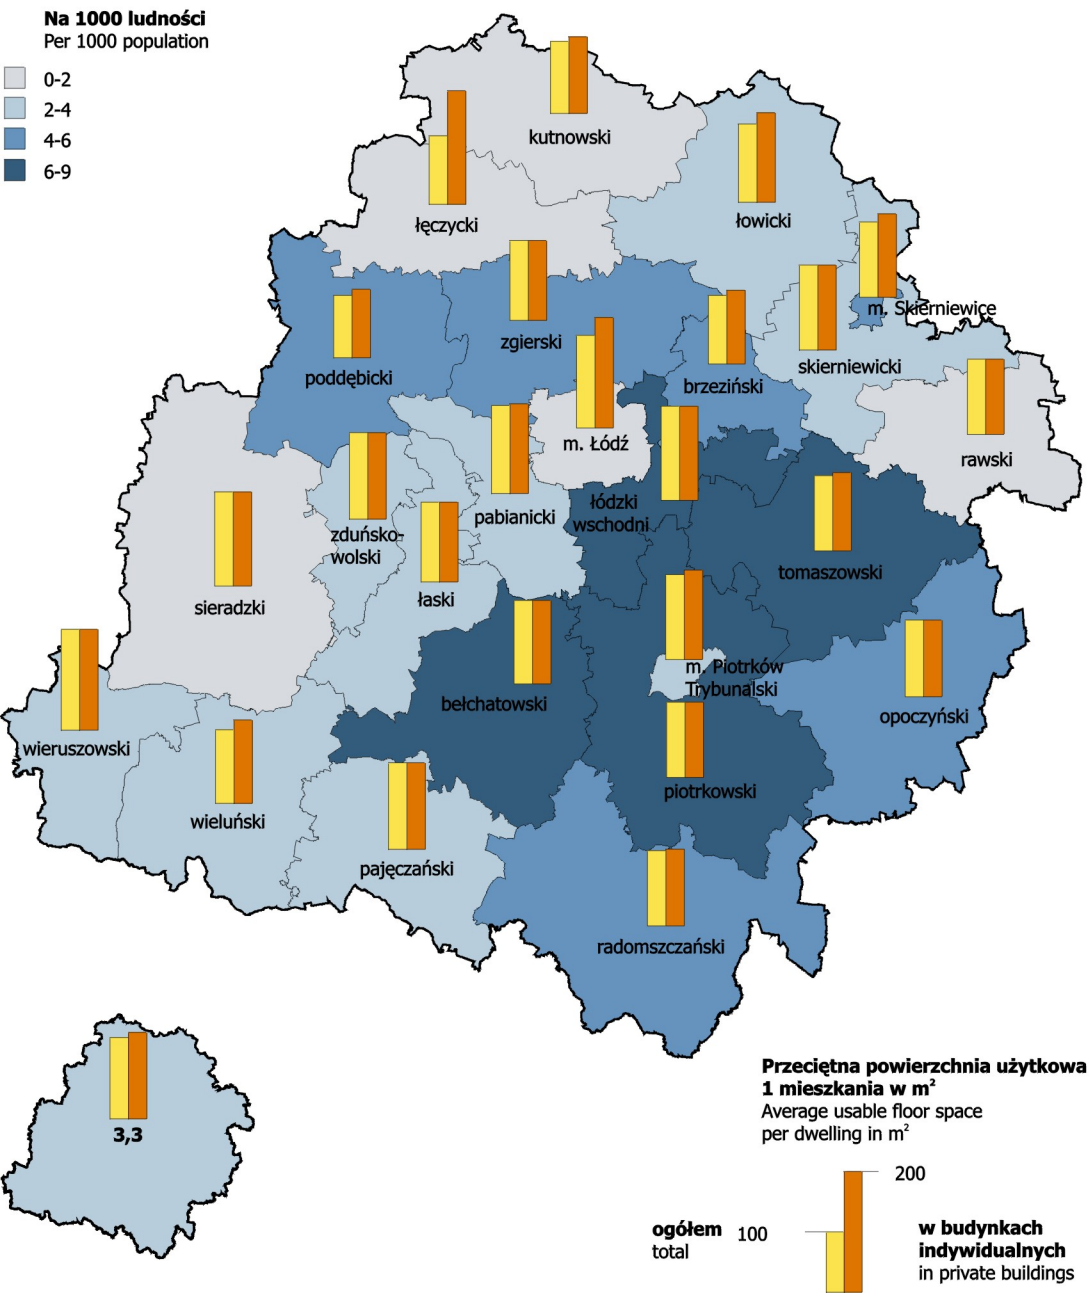 Na 1000 ludności
Per 1000 population
0-2
2-4
4-6
6-9
kutnowski
łęczycki
łowicki
m. Skierniewice
zgierski
skierniewicki
poddębicki
brzeziński
m. Łódź
rawski
łódzki
wschodni
pabianicki
zduńsko-
wolski
tomaszowski
łaski
sieradzki
m. Piotrków
Trybunalski
bełchatowski
opoczyński
wieruszowski
piotrkowski
wieluński
pajęczański
radomszczański
3,3
Przeciętna powierzchnia użytkowa
1 mieszkania w m²
Average usable floor space
per dwelling in m²
200
ogółem
total
100
w budynkach
indywidualnych
in private buildings